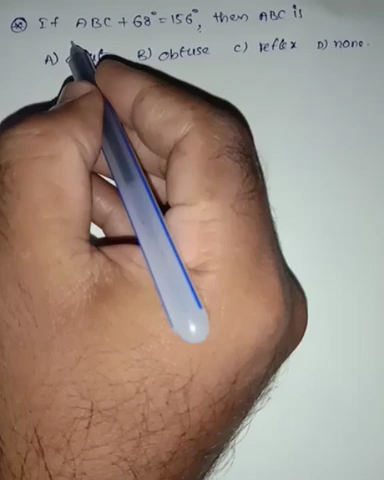 If ABC + 68° = 156°, then ABC is
A) B) obtuse C) reflex D) none.